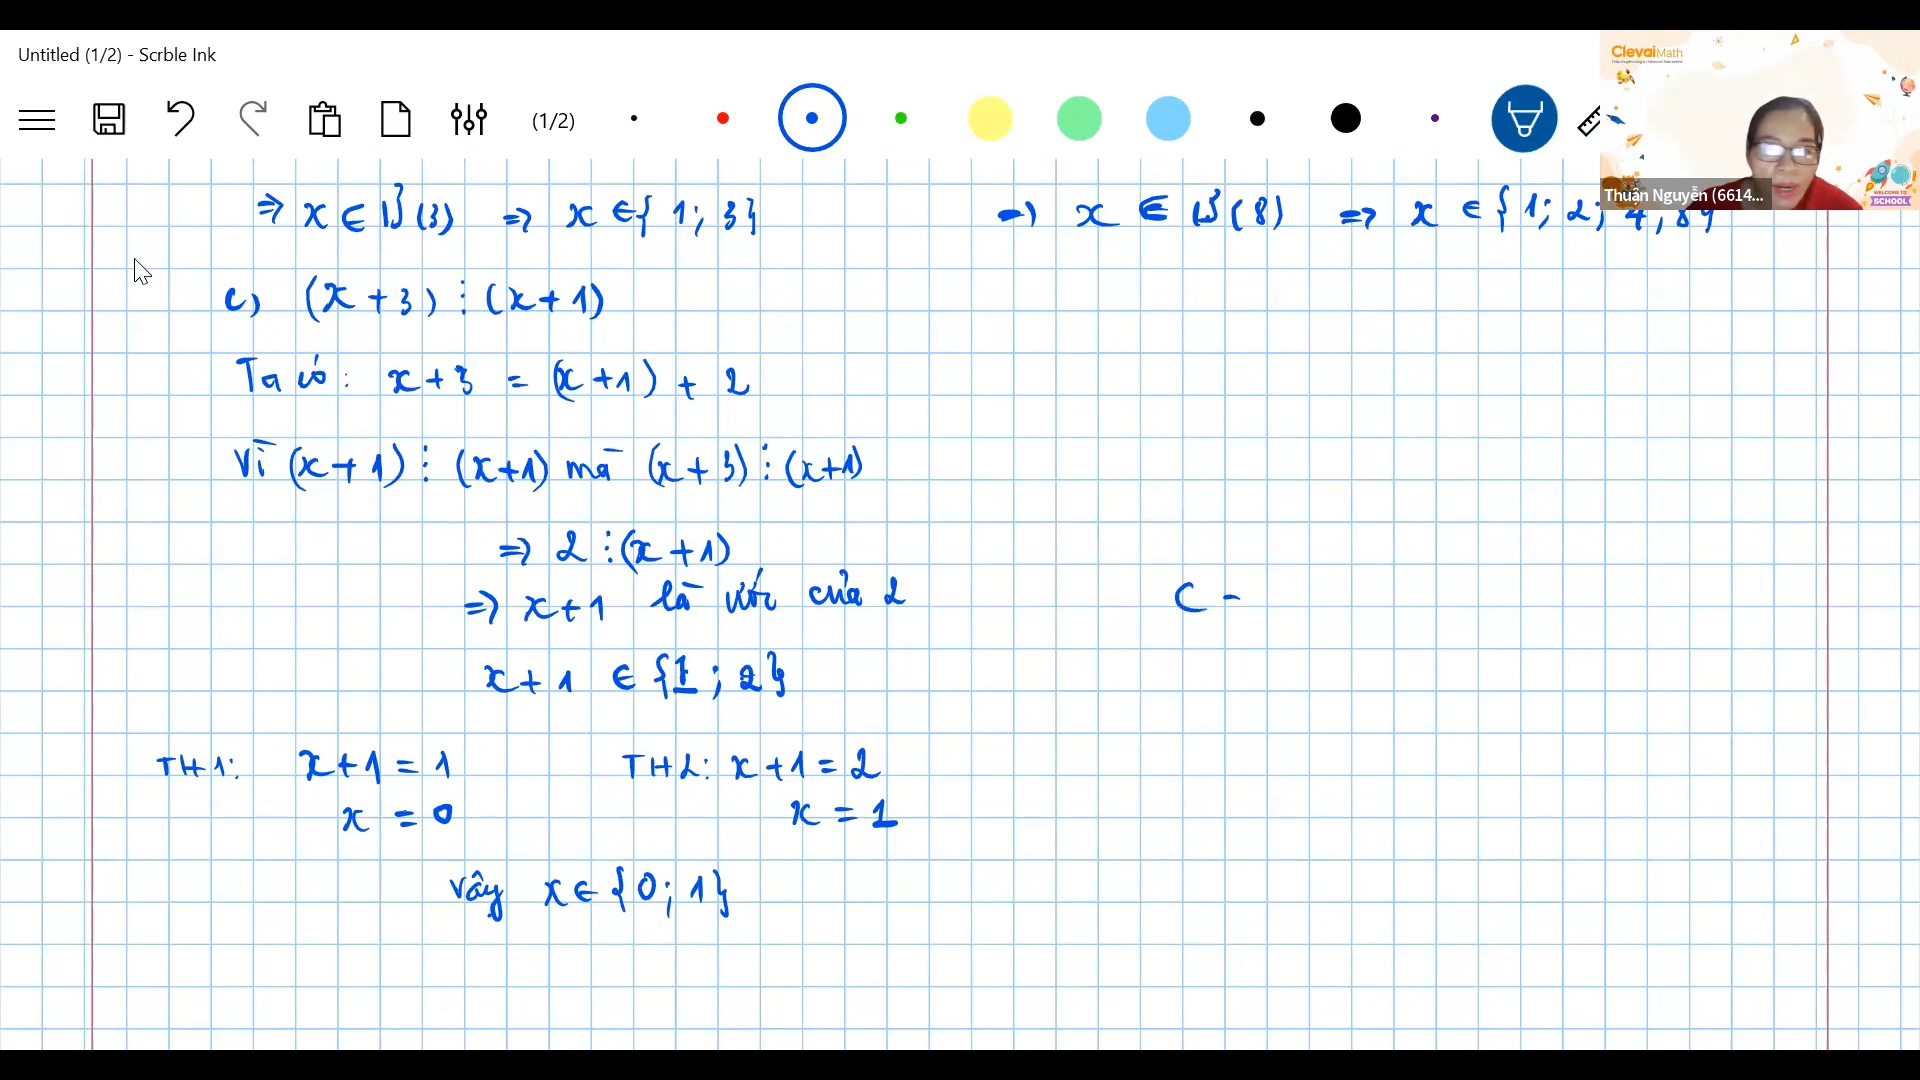 Untitled (1/2) - Scrble Ink
ClevaiMath
(1/2)
Thuân Nguyễn (6614...
WELCOME TO SCHOOL
=> x ∈ Ư(3) => x ∈ { 1; 3}
=> x ∈ Ư(8) => x ∈ { 1; 2; 4; 8}
c) (x + 3) ⋮ (x + 1)
Ta có: x + 3 = (x + 1) + 2
Vì (x + 1) ⋮ (x + 1) mà (x + 3) ⋮ (x + 1)
=> 2 ⋮ (x + 1)
=> x + 1 là ước của 2
C -
x + 1 ∈ {1; 2}
TH1: x + 1 = 1 TH2: x + 1 = 2
x = 0 x = 1
Vây x ∈ {0; 1}